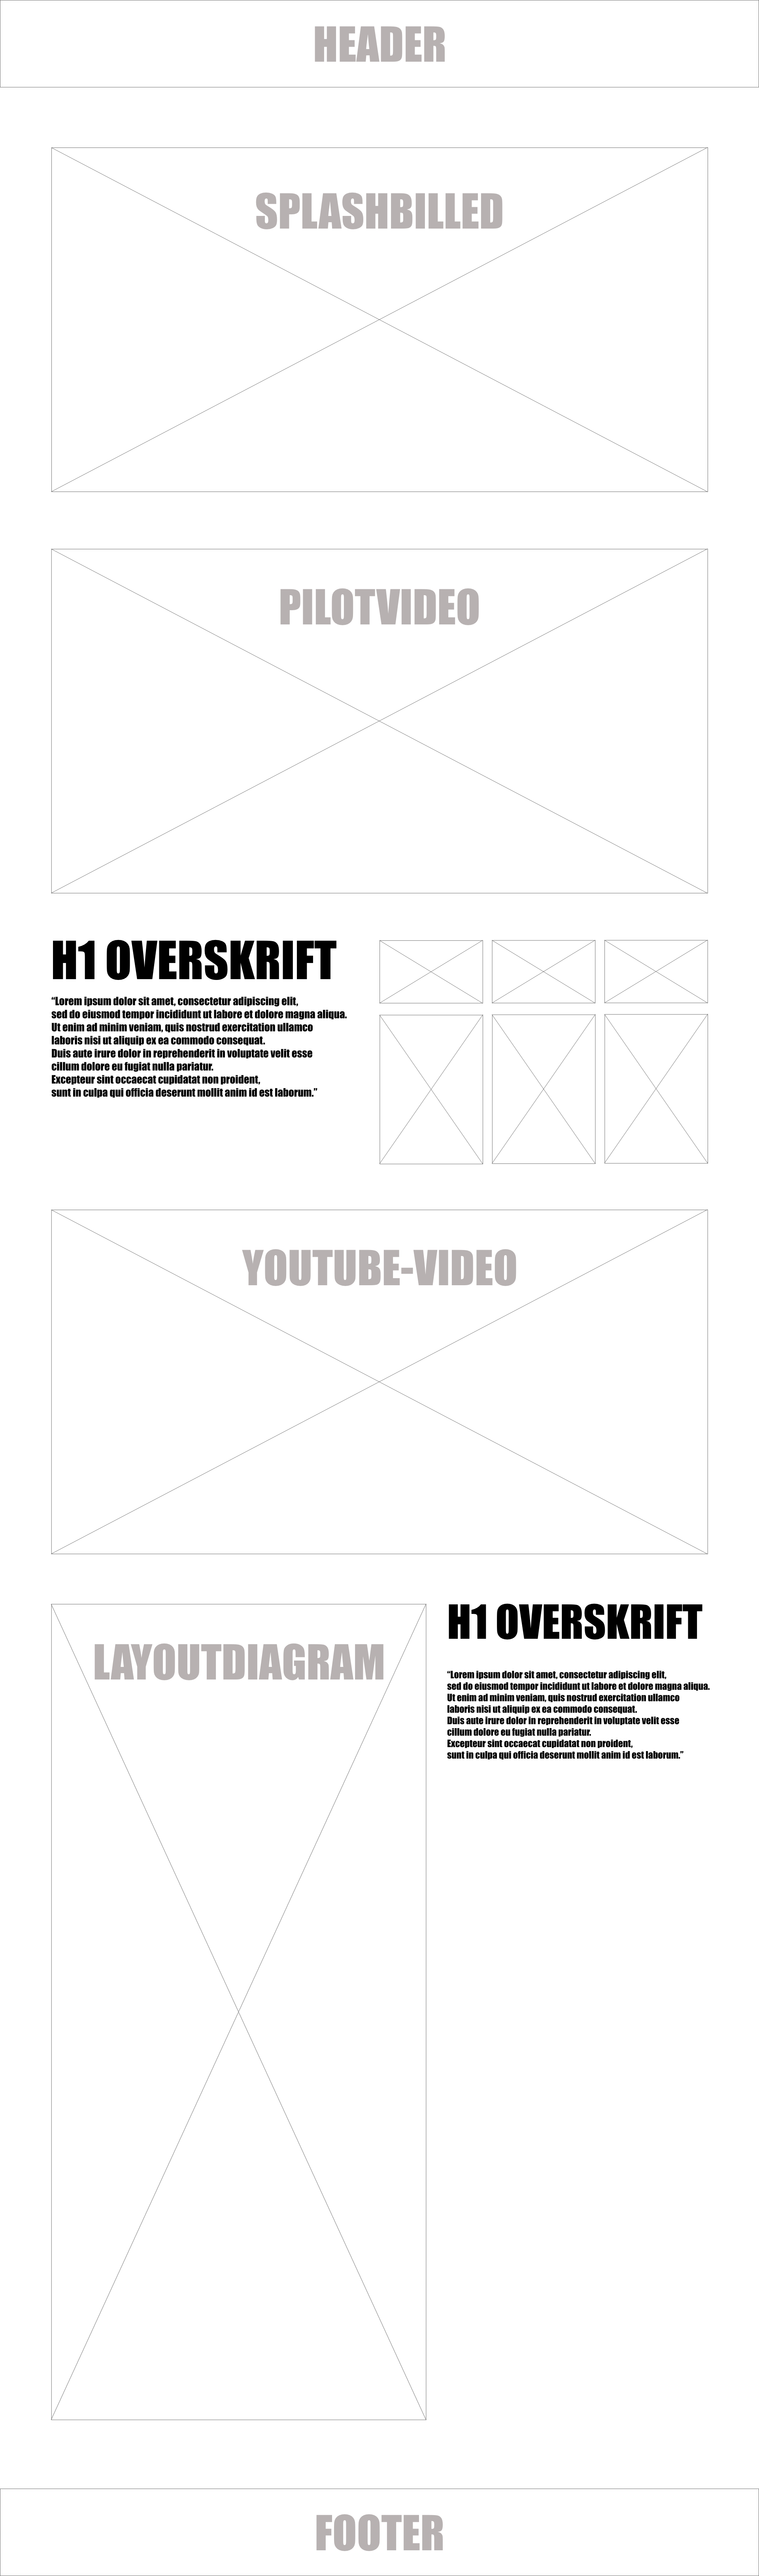 HEADER
SPLASHBILLED
PILOTVIDEO
H1 OVERSKRIFT
“Lorem ipsum dolor sit amet, consectetur adipiscing elit,
sed do eiusmod tempor incididunt ut labore et dolore magna aliqua.
Ut enim ad minim veniam, quis nostrud exercitation ullamco
laboris nisi ut aliquip ex ea commodo consequat.
Duis aute irure dolor in reprehenderit in voluptate velit esse
cillum dolore eu fugiat nulla pariatur.
Excepteur sint occaecat cupidatat non proident,
sunt in culpa qui officia deserunt mollit anim id est laborum.”
YOUTUBE-VIDEO
LAYOUTDIAGRAM
H1 OVERSKRIFT
“Lorem ipsum dolor sit amet, consectetur adipiscing elit,
sed do eiusmod tempor incididunt ut labore et dolore magna aliqua.
Ut enim ad minim veniam, quis nostrud exercitation ullamco
laboris nisi ut aliquip ex ea commodo consequat.
Duis aute irure dolor in reprehenderit in voluptate velit esse
cillum dolore eu fugiat nulla pariatur.
Excepteur sint occaecat cupidatat non proident,
sunt in culpa qui officia deserunt mollit anim id est laborum.”
FOOTER